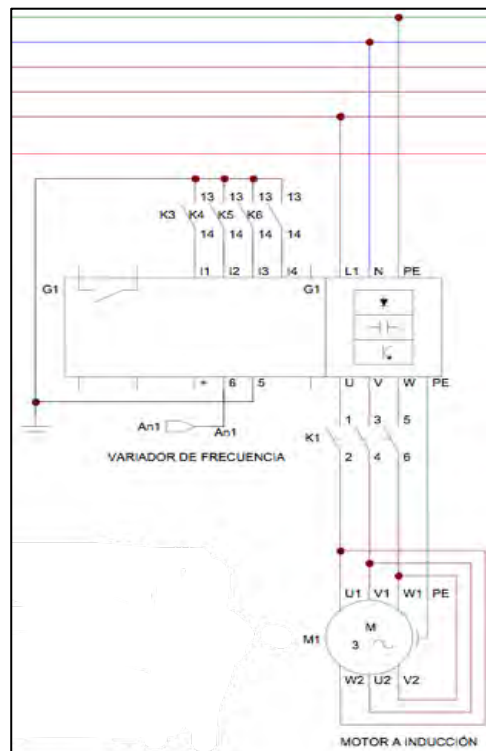 13 13 13 13
K3 K4 K5 K6
14 14 14 14
I1 I2 I3 I4 L1 N PE
G1 G1
+ 6 5 U V W PE
An1 An1
1 3 5
K1
2 4 6
VARIADOR DE FRECUENCIA
U1 V1 W1 PE
M1 M
3
W2 U2 V2
MOTOR A INDUCCIÓN